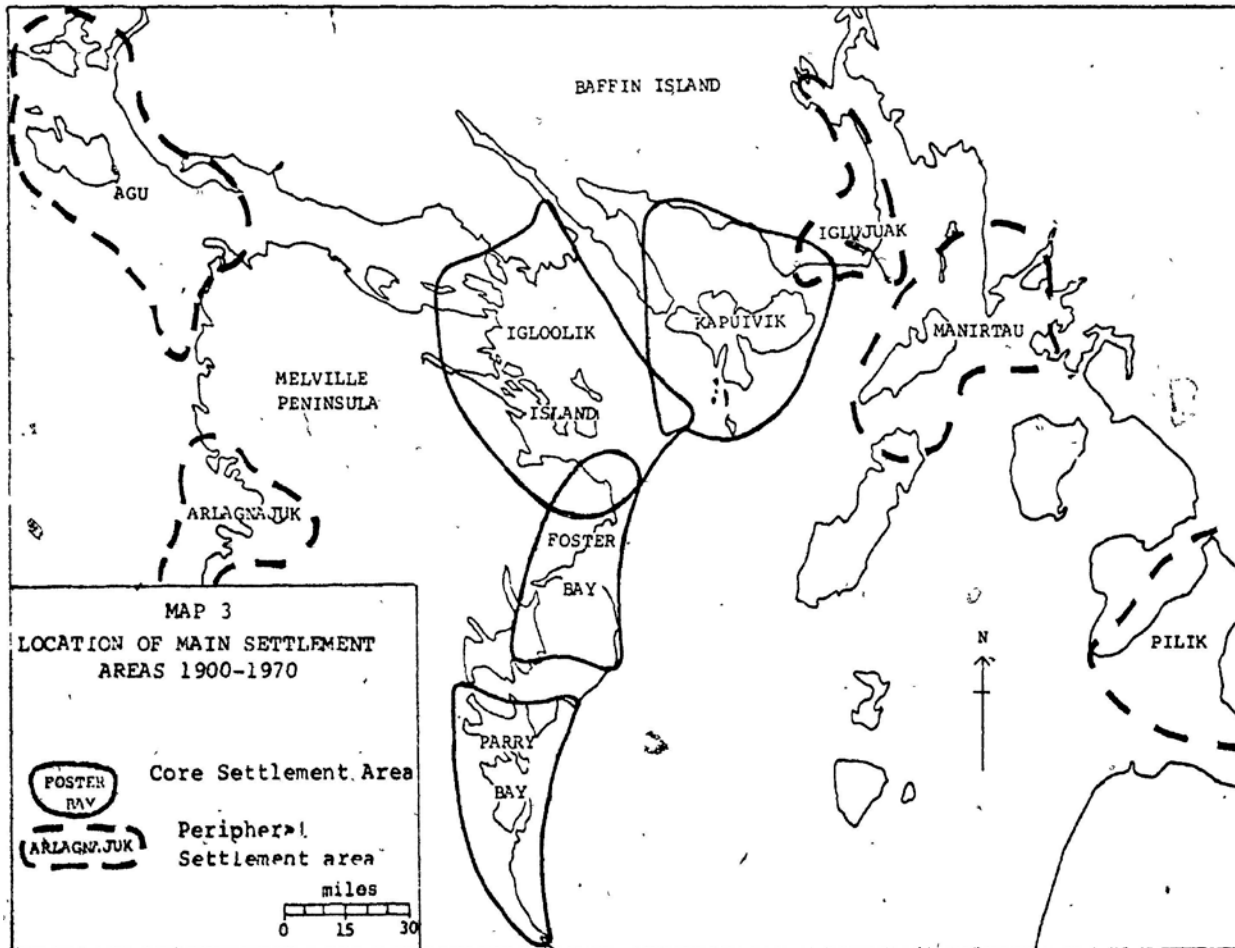 BAFFIN ISLAND
AGU
IGLUJUAK
IGLOOLIK
KAPUIVIK
MANIRTAU
MELVILLE
PENINSULA
ISLAND
ARLAGNAJUK
FOSTER
BAY
MAP 3
LOCATION OF MAIN SETTLEMENT
AREAS 1900-1970
N
PILIK
PARRY
BAY
FOSTER
BAY
Core Settlement Area
ARLAGNAJUK
Peripheral
Settlement area
miles
0 15 30